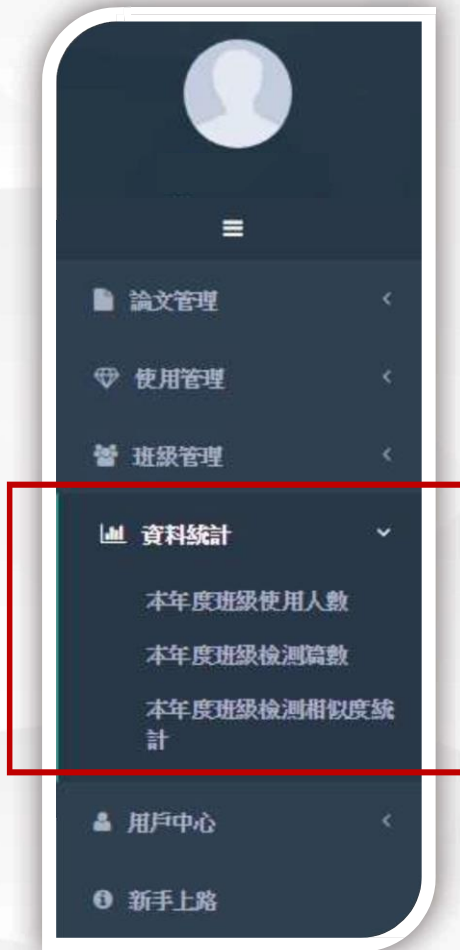 論文管理
使用管理
班級管理
資料統計
本年度班級使用人數
本年度班級檢測篇數
本年度班級檢測相似度統
計
用戶中心
新手上路